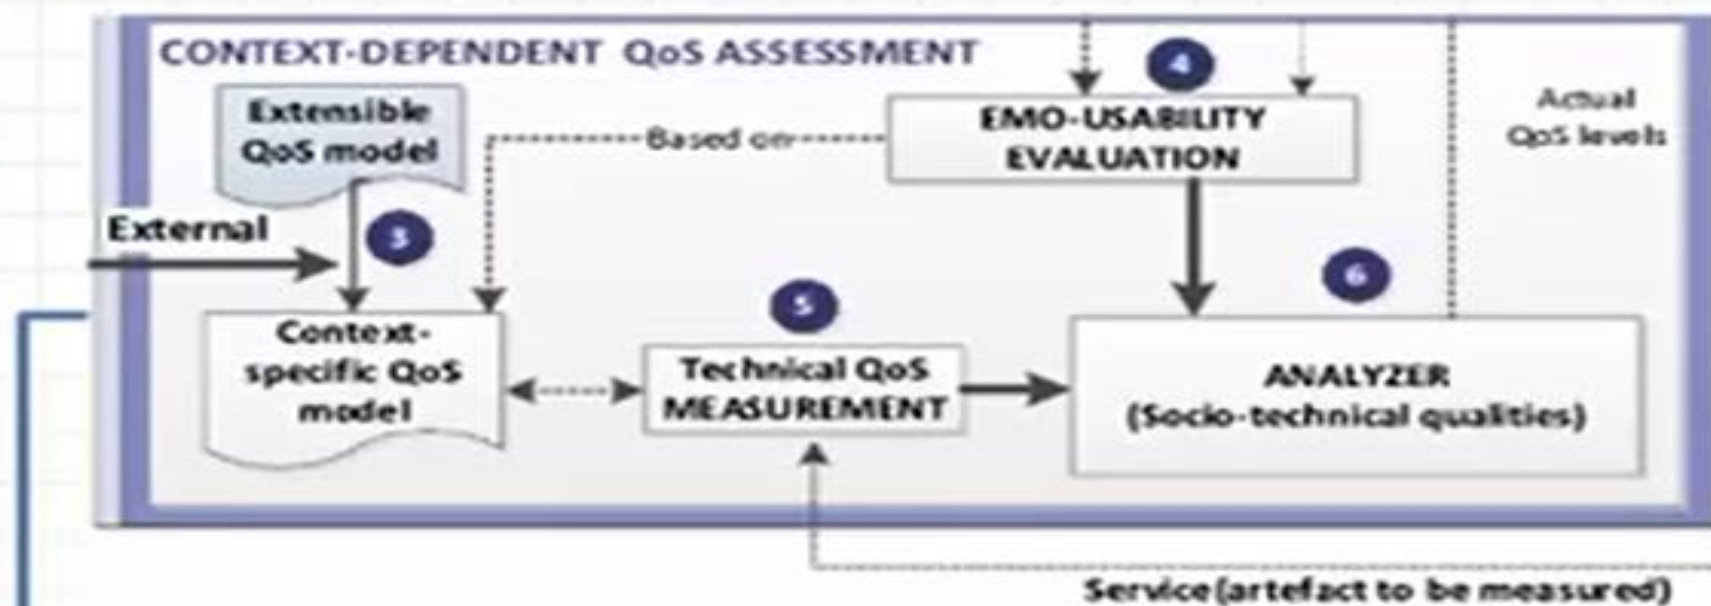 CONTEXT-DEPENDENT QoS ASSESSMENT
4
Extensible
QoS model
Based on
EMO-USABILITY
EVALUATION
Actual
QoS levels
External
3
5
6
Context-
specific QoS
model
Technical QoS
MEASUREMENT
ANALYZER
(Socio-technical qualities)
Service(artefact to be measured)